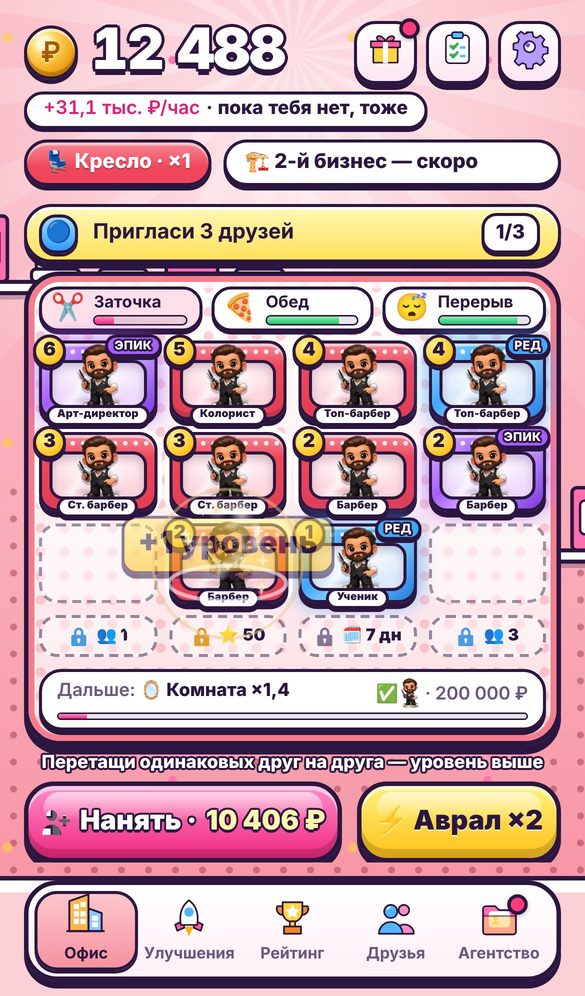 ₽ 12 488
+31,1 тыс. ₽/час · пока тебя нет, тоже
Кресло · ×1
2-й бизнес — скоро
Пригласи 3 друзей 1/3
Заточка
Обед
Перерыв
6 ЭПИК 5 4 4 РЕД
Арт-директор Колорист Топ-барбер Топ-барбер
3 3 2 2 ЭПИК
Ст. барбер Ст. барбер Барбер Барбер
2 1 РЕД
+1 уровень
Барбер Ученик
1 50 7 дн 3
Дальше: Комната ×1,4 · 200 000 ₽
Перетащи одинаковых друг на друга — уровень выше
Нанять · 10 406 ₽
Аврал ×2
Офис Улучшения Рейтинг Друзья Агентство